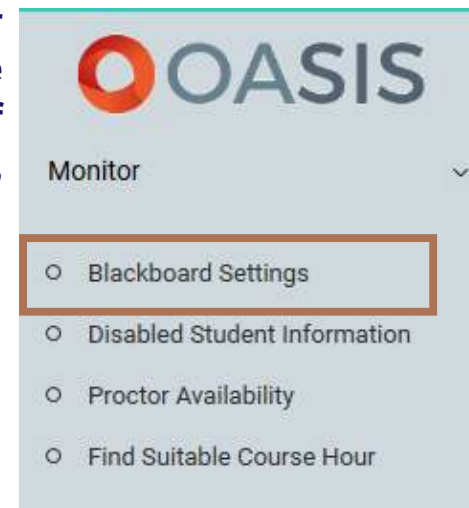 OASIS
Monitor
Blackboard Settings
Disabled Student Information
Proctor Availability
Find Suitable Course Hour